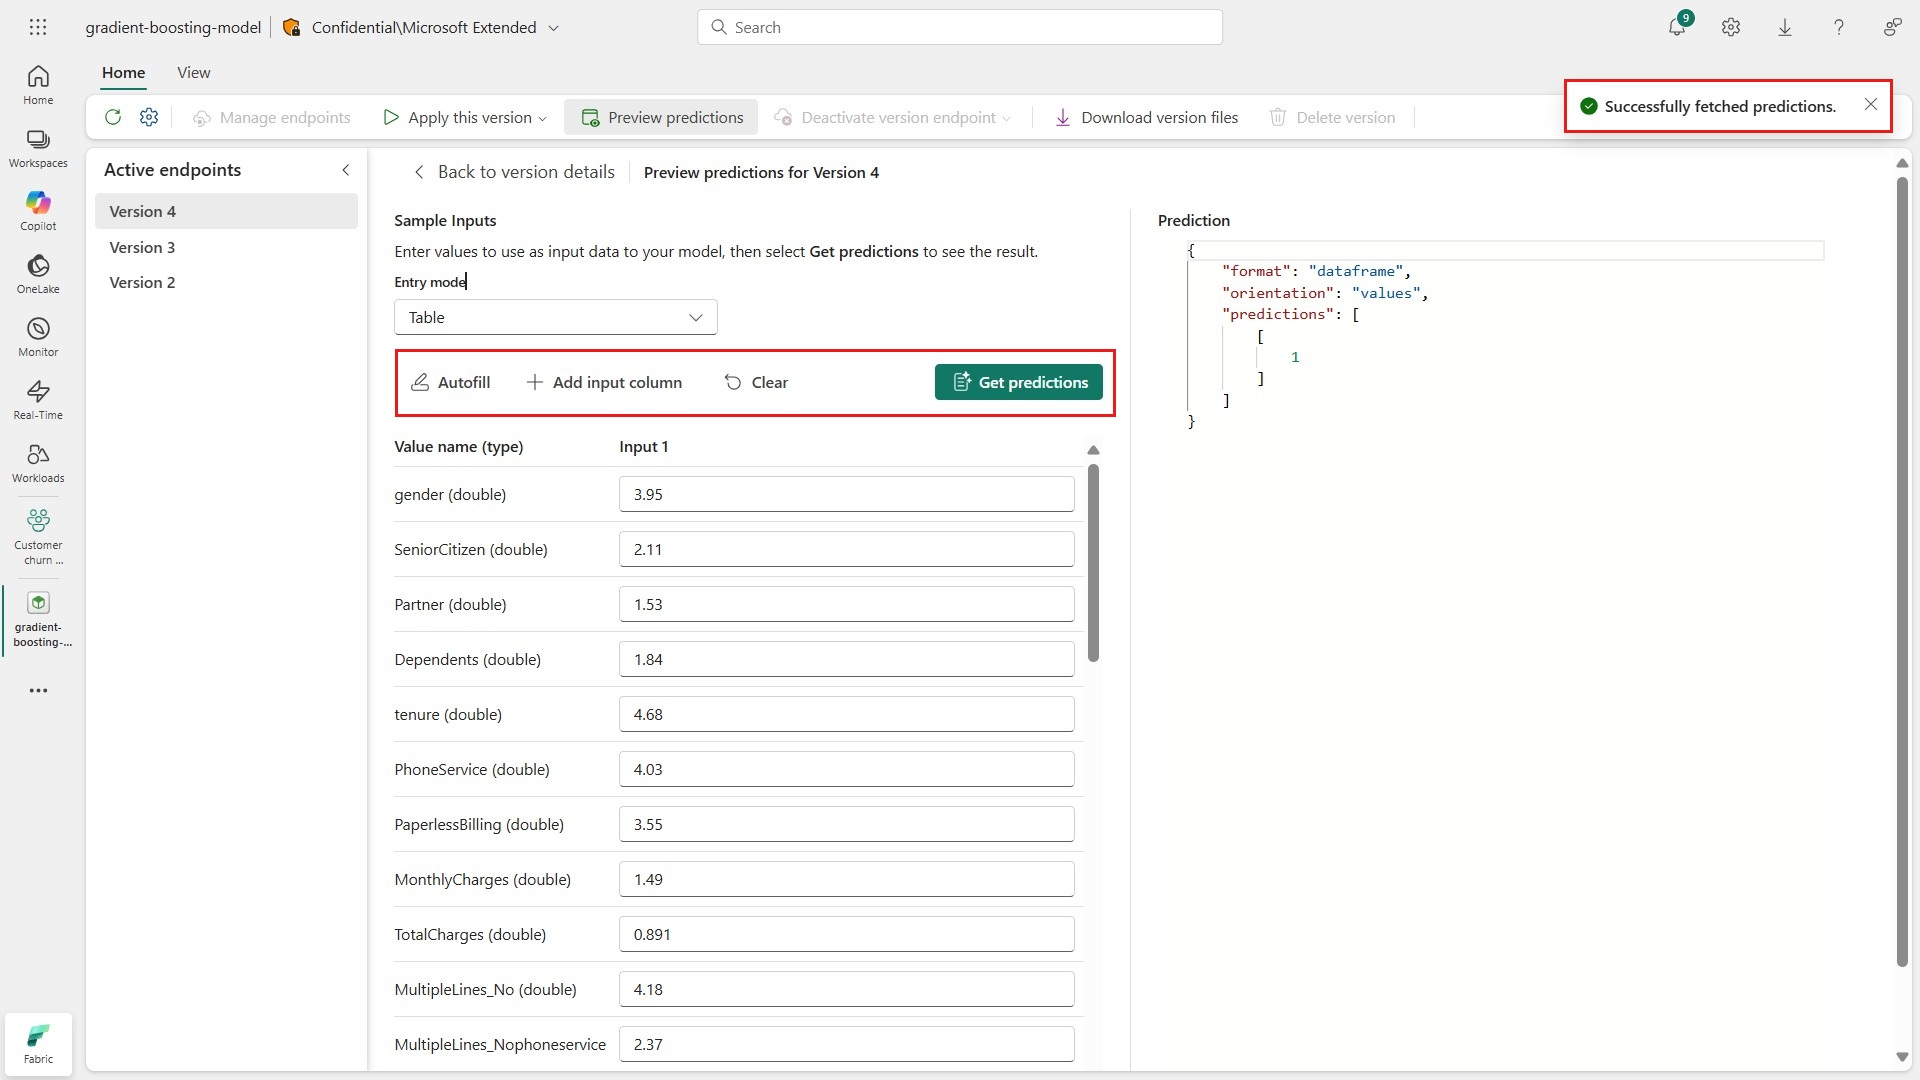 gradient-boosting-model
Confidential\Microsoft Extended
Search
9
Home
View
Manage endpoints
Apply this version
Preview predictions
Deactivate version endpoint
Download version files
Delete version
Successfully fetched predictions.
Home
Workspaces
Copilot
OneLake
Monitor
Real-Time
Workloads
Customer
churn ...
gradient-
boosting-...
Fabric
Active endpoints
Version 4
Version 3
Version 2
Back to version details
Preview predictions for Version 4
Sample Inputs
Enter values to use as input data to your model, then select Get predictions to see the result.
Entry mode
Table
Autofill
Add input column
Clear
Get predictions
Value name (type) Input 1
gender (double) 3.95
SeniorCitizen (double) 2.11
Partner (double) 1.53
Dependents (double) 1.84
tenure (double) 4.68
PhoneService (double) 4.03
PaperlessBilling (double) 3.55
MonthlyCharges (double) 1.49
TotalCharges (double) 0.891
MultipleLines_No (double) 4.18
MultipleLines_Nophoneservice 2.37
Prediction
{
"format": "dataframe",
"orientation": "values",
"predictions": [
[
1
]
]
}